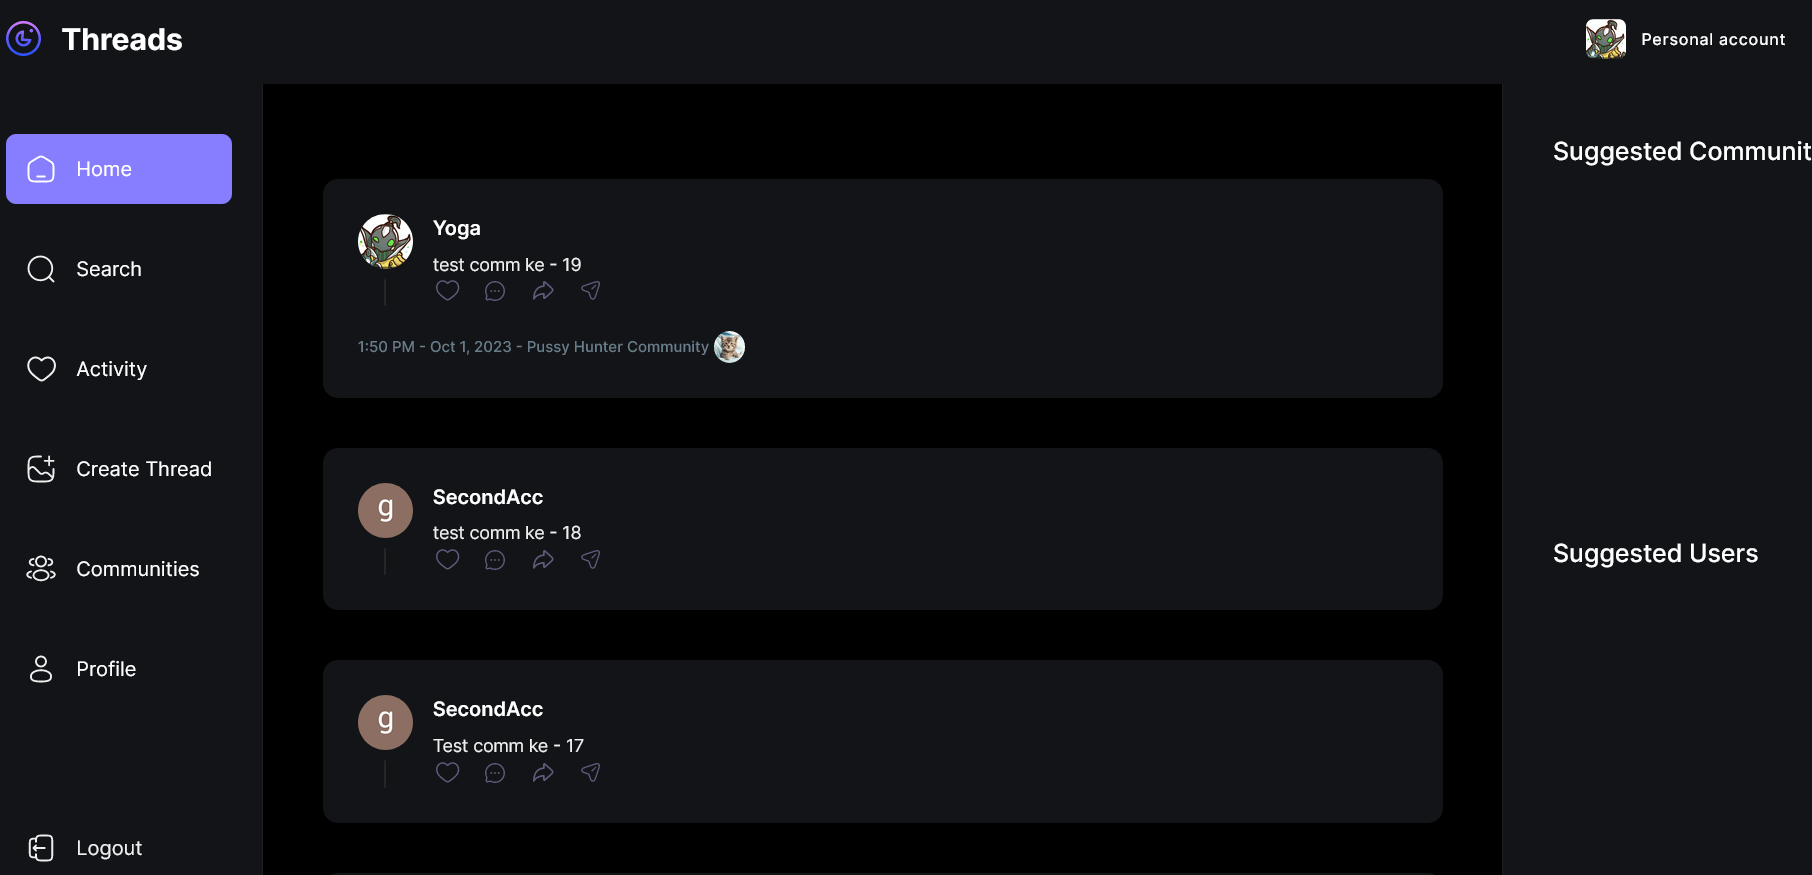 Threads
Personal account
Home
Search
Activity
Create Thread
Communities
Profile
Logout
Yoga
test comm ke - 19
1:50 PM - Oct 1, 2023 - Pussy Hunter Community
g
SecondAcc
test comm ke - 18
g
SecondAcc
Test comm ke - 17
Suggested Communit
Suggested Users